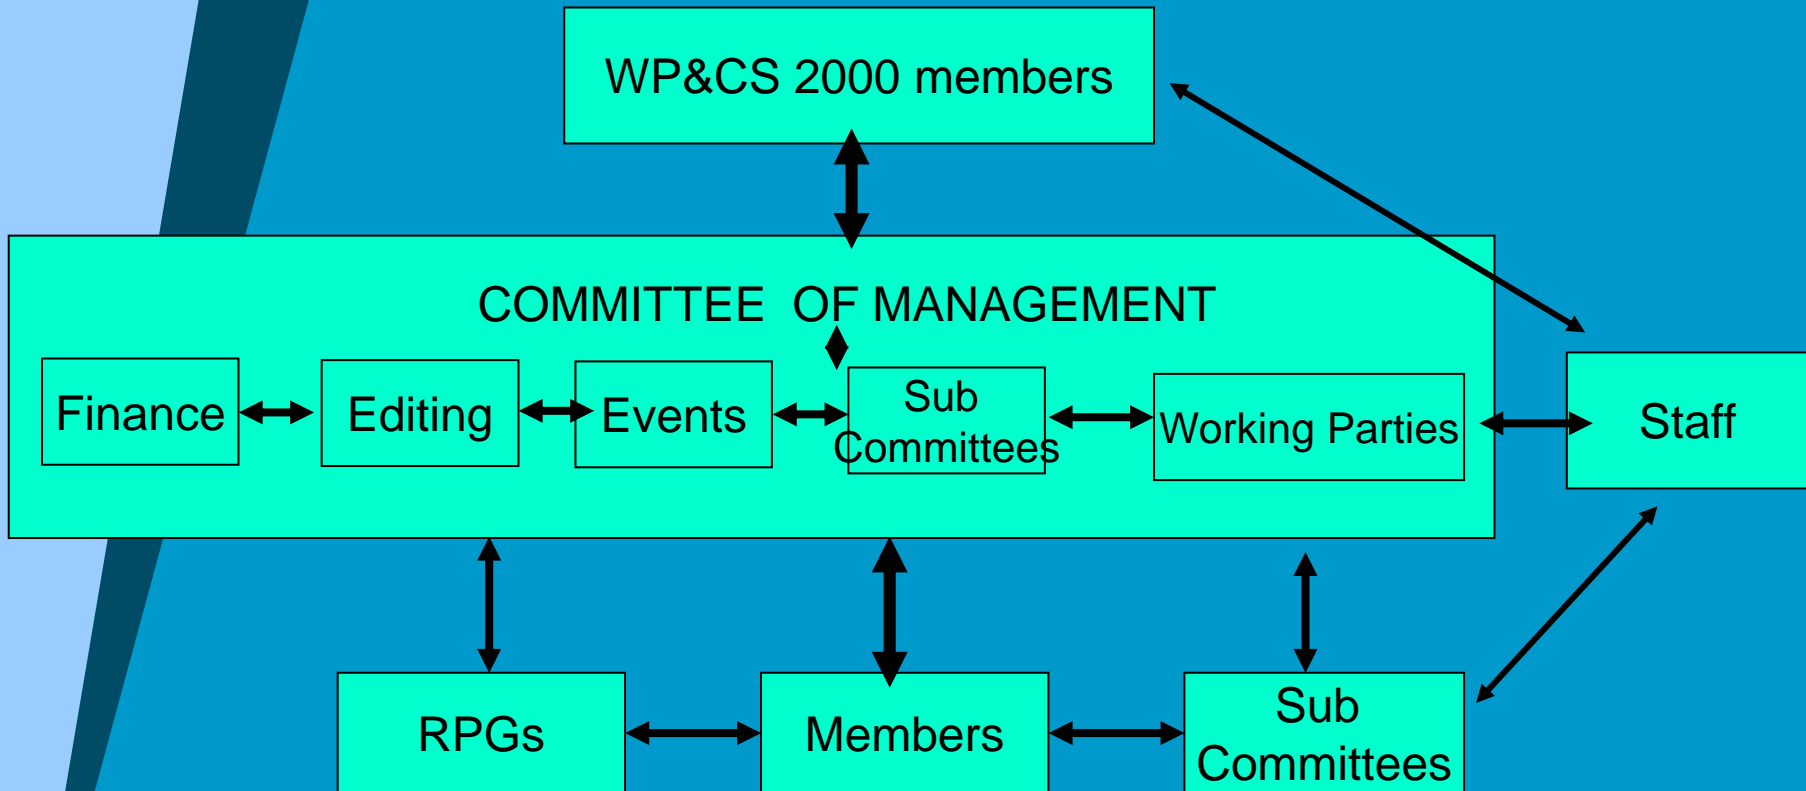 WP&CS 2000 members
COMMITTEE OF MANAGEMENT
Finance
Editing
Events
Sub
Committees
Working Parties
Staff
RPGs
Members
Sub
Committees